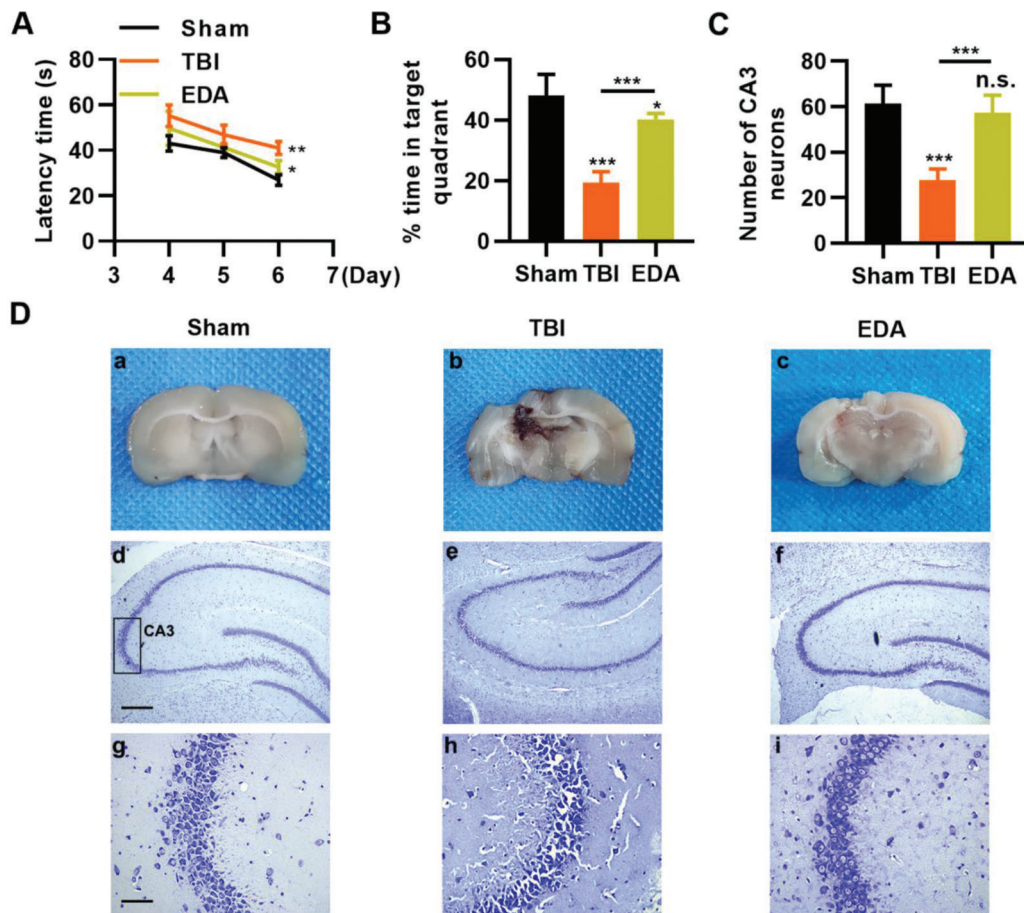 A
Sham
TBI
EDA
Latency time (s)
80
60
40
20
0
**
*
3 4 5 6 7 (Day)
B
% time in target
quadrant
60
40
20
0
***
***
*
Sham TBI EDA
C
Number of CA3
neurons
80
60
40
20
0
***
***
n.s.
Sham TBI EDA
D
Sham TBI EDA
a b c
d e f
CA3
g h i